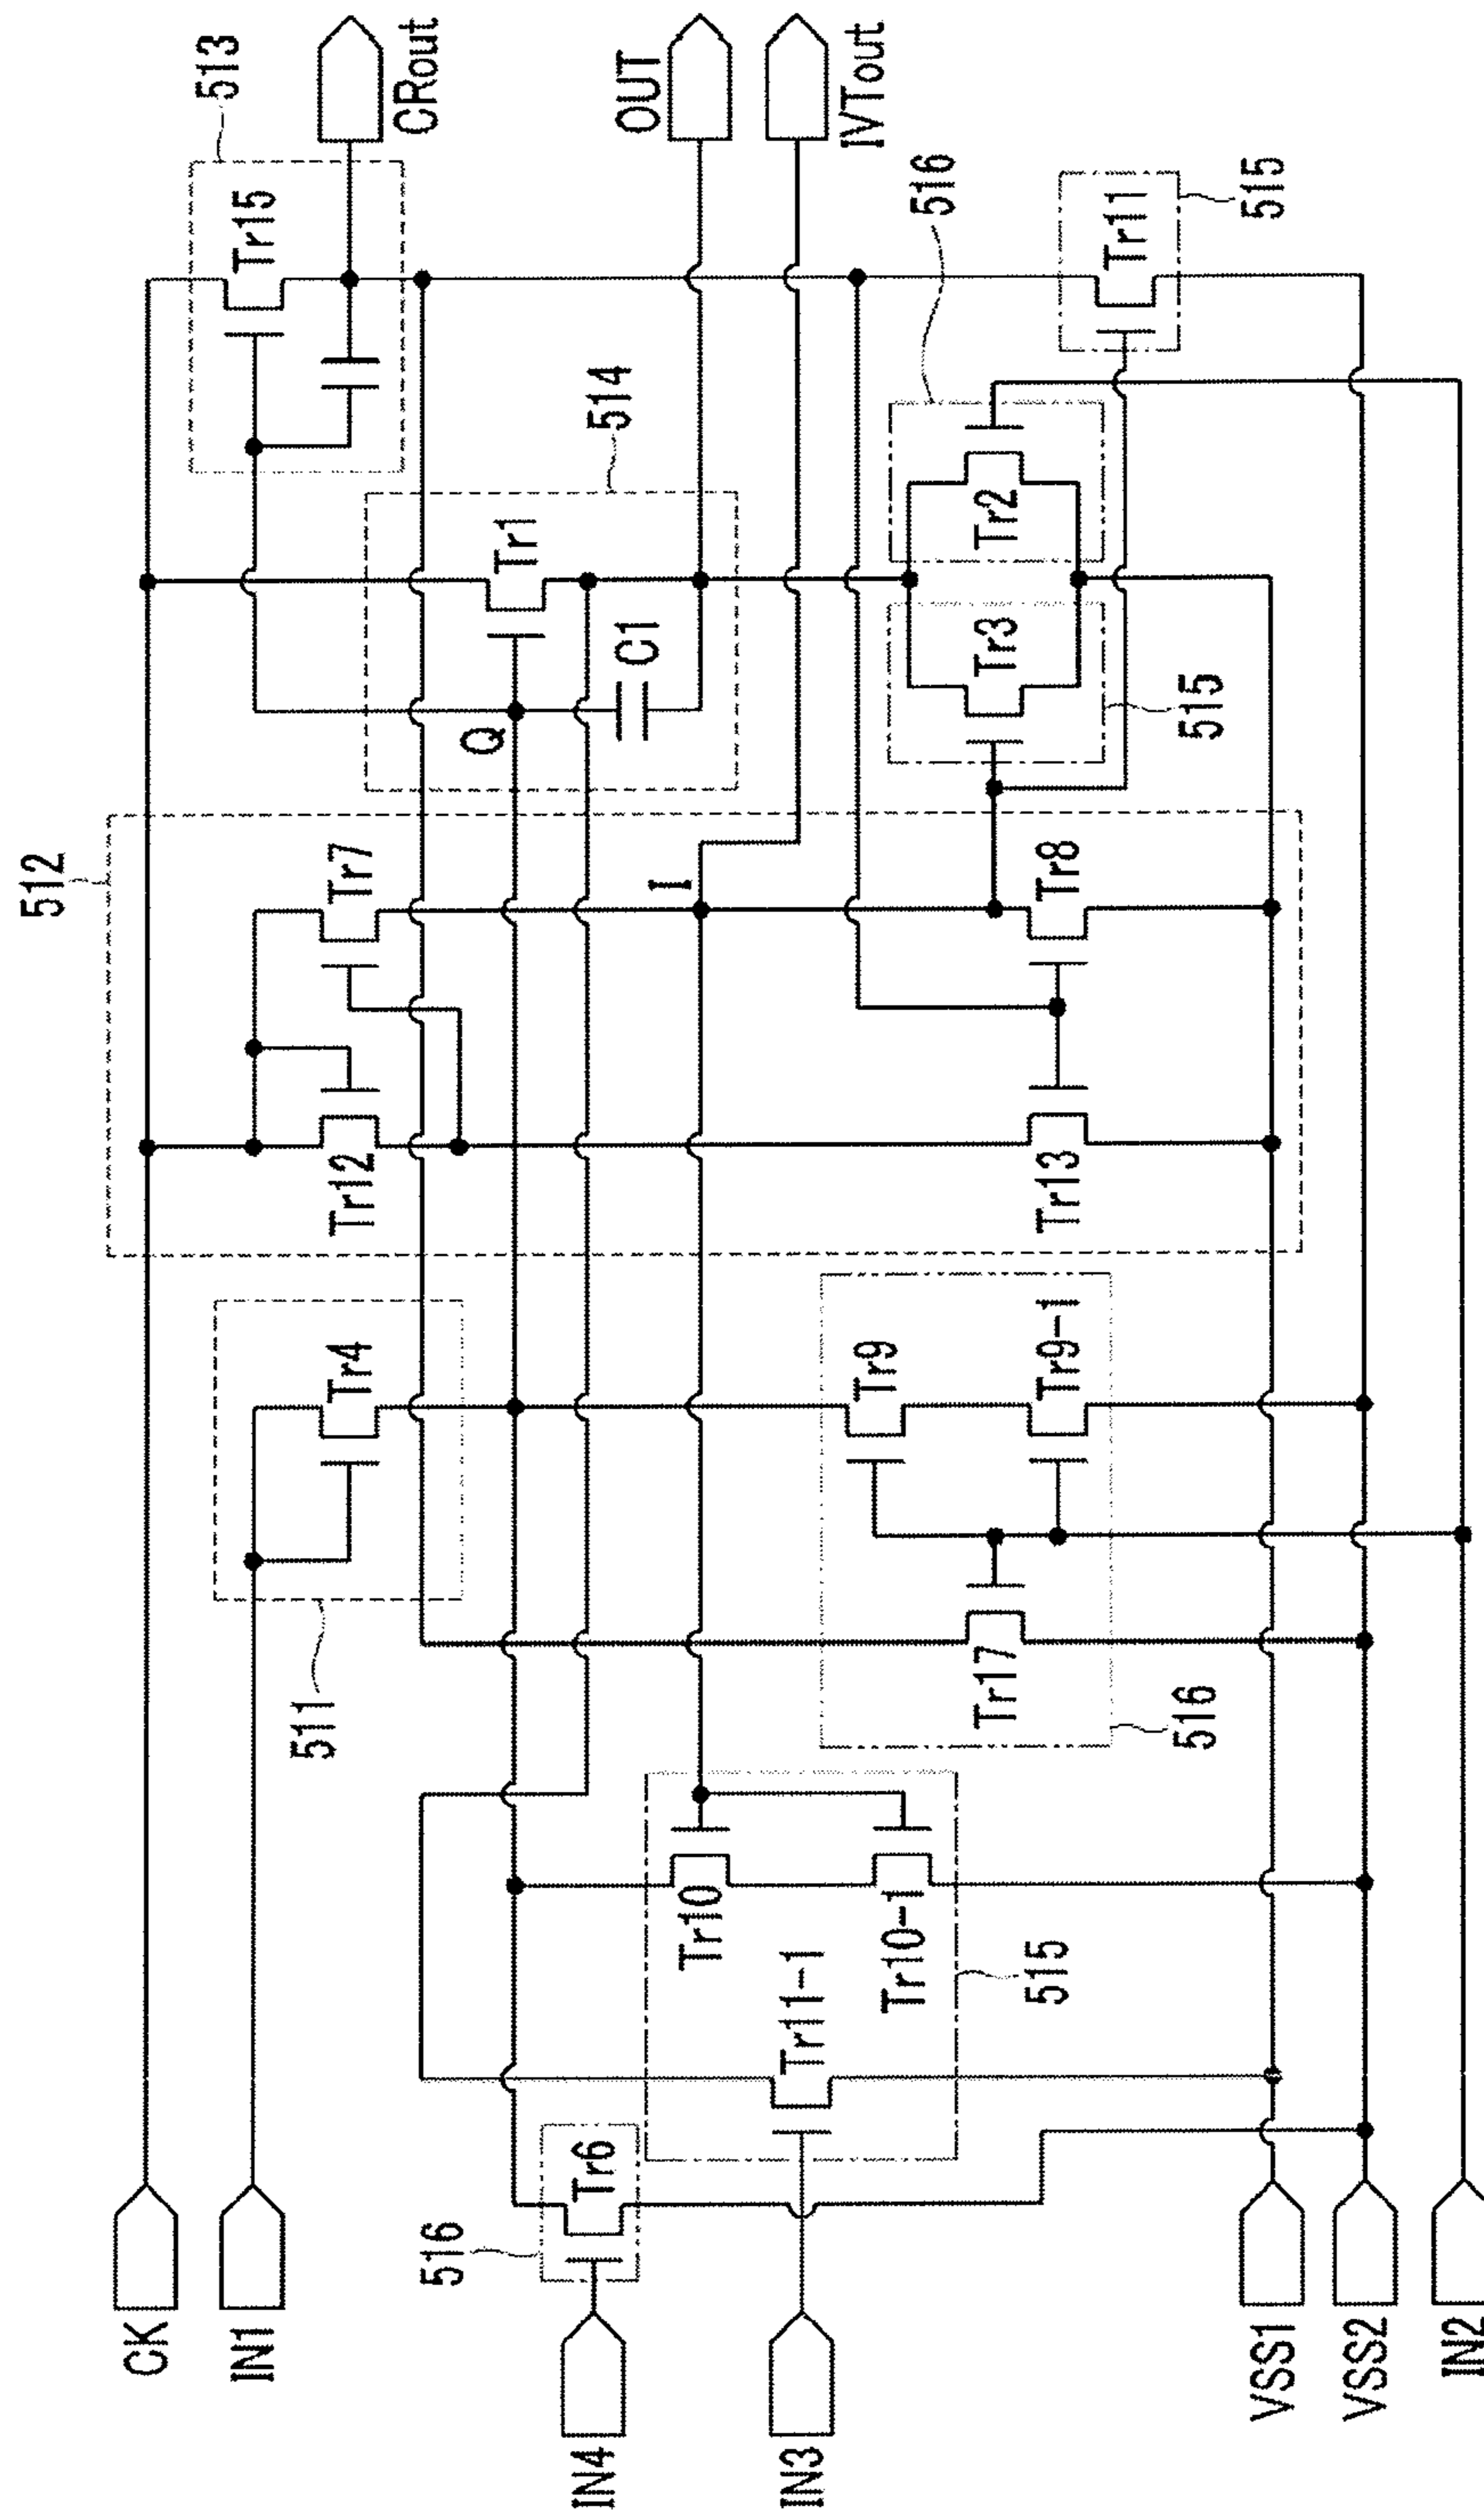 512
513
Tr15
CRout
514
Tr7
Tr12
Tr1
Q
C1
OUT
I
IVTout
511
Tr4
516
Tr2
Tr3
515
Tr11
515
Tr8
Tr13
Tr9
Tr9-1
Tr17
516
Tr10
Tr10-1
Tr11-1
515
516
Tr6
CK
IN1
IN4
IN3
VSS1
VSS2
IN2